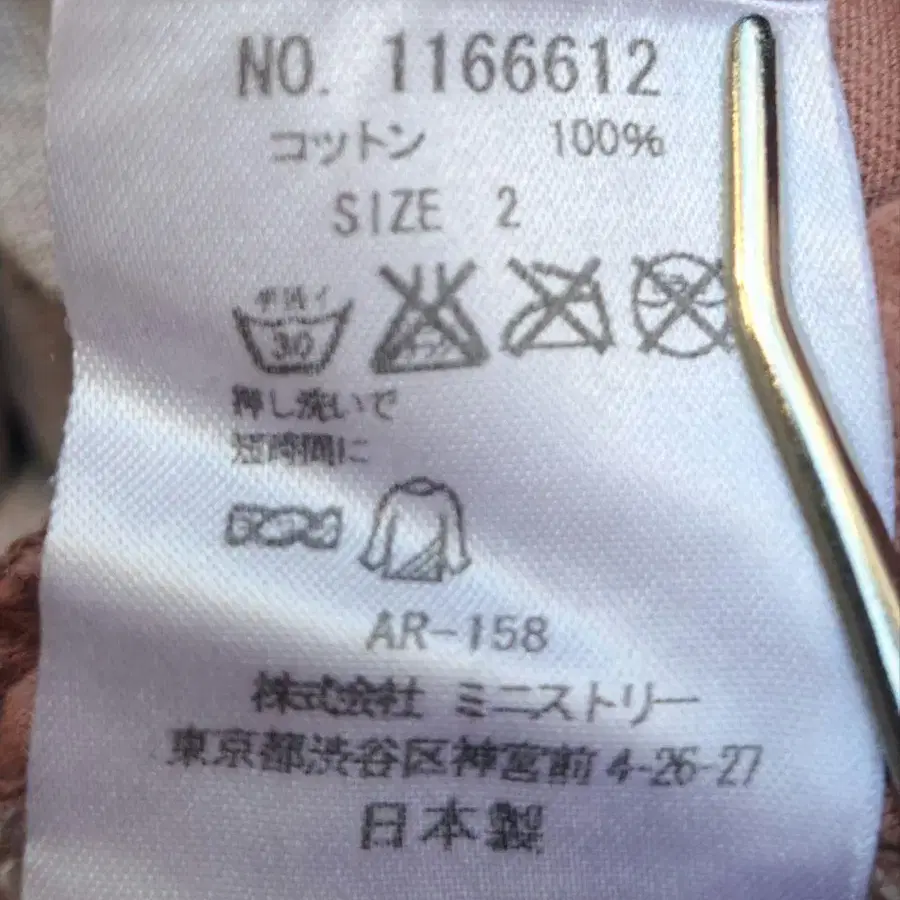 NO. 1166612
コットン 100%
SIZE 2
手洗イ
30
押し洗いで
短時間に
AR-158
株式会社 ミニストリー
東京都渋谷区神宮前4-26-27
日本製